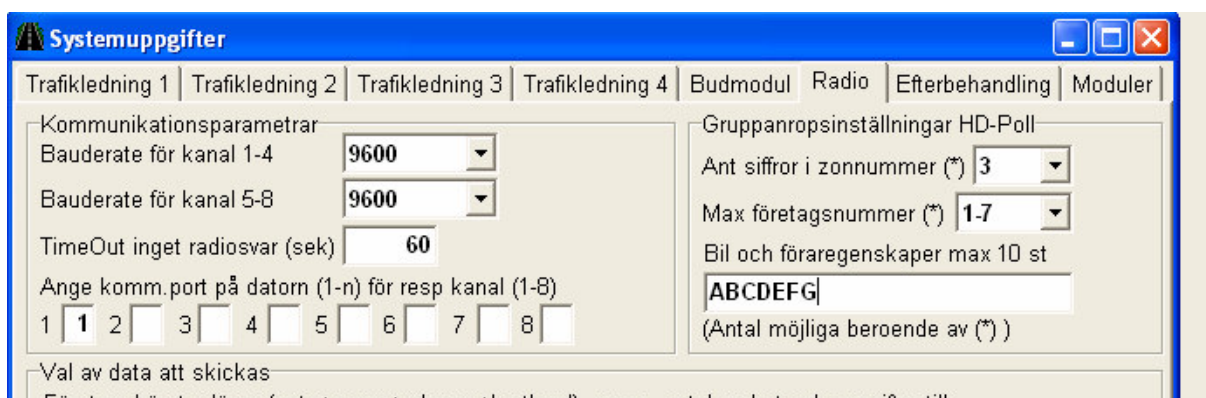 Systemuppgifter
Trafikledning 1 Trafikledning 2 Trafikledning 3 Trafikledning 4 Budmodul Radio Efterbehandling Moduler
Kommunikationsparametrar
Bauderate för kanal 1-4 9600
Bauderate för kanal 5-8 9600
TimeOut inget radiosvar (sek) 60
Ange komm.port på datorn (1-n) för resp kanal (1-8)
1 1 2 3 4 5 6 7 8
Gruppanropsinställningar HD-Poll
Ant siffror i zonnummer (*) 3
Max företagsnummer (*) 1-7
Bil och föraregenskaper max 10 st
ABCDEFG
(Antal möjliga beroende av (*) )
Val av data att skickas